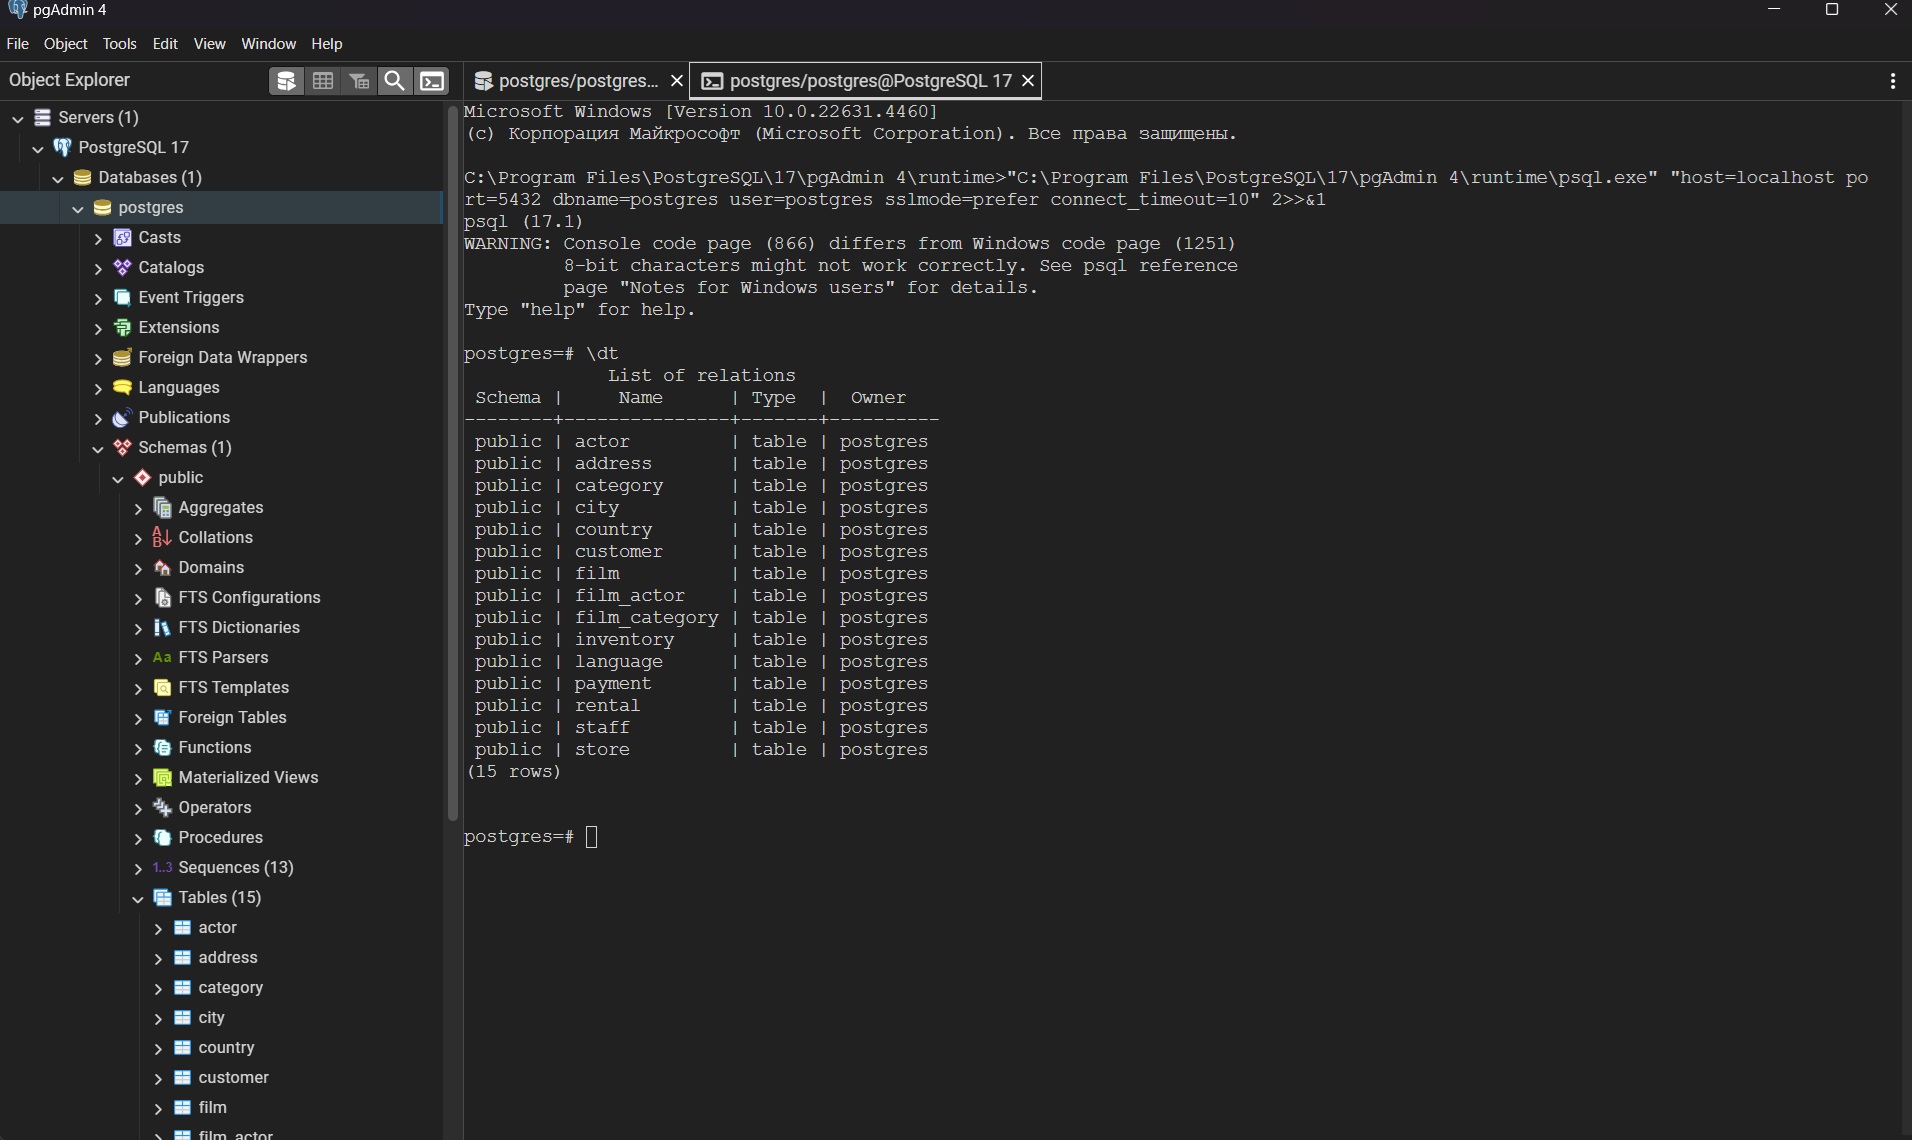 pgAdmin 4
File Object Tools Edit View Window Help
Object Explorer
Servers (1)
PostgreSQL 17
Databases (1)
postgres
Casts
Catalogs
Event Triggers
Extensions
Foreign Data Wrappers
Languages
Publications
Schemas (1)
public
Aggregates
Collations
Domains
FTS Configurations
FTS Dictionaries
Aa FTS Parsers
FTS Templates
Foreign Tables
Functions
Materialized Views
Operators
Procedures
1..3 Sequences (13)
Tables (15)
actor
address
category
city
country
customer
film
film_actor
postgres/postgres... postgres/postgres@PostgreSQL 17
Microsoft Windows [Version 10.0.22631.4460]
(c) Корпорация Майкрософт (Microsoft Corporation). Все права защищены.
C:\Program Files\PostgreSQL\17\pgAdmin 4\runtime>"C:\Program Files\PostgreSQL\17\pgAdmin 4\runtime\psql.exe" "host=localhost po
rt=5432 dbname=postgres user=postgres sslmode=prefer connect_timeout=10" 2>>&1
psql (17.1)
WARNING: Console code page (866) differs from Windows code page (1251)
8-bit characters might not work correctly. See psql reference
page "Notes for Windows users" for details.
Type "help" for help.
postgres=# \dt
List of relations
Schema | Name | Type | Owner
--------+---------------+-------+----------
public | actor | table | postgres
public | address | table | postgres
public | category | table | postgres
public | city | table | postgres
public | country | table | postgres
public | customer | table | postgres
public | film | table | postgres
public | film_actor | table | postgres
public | film_category | table | postgres
public | inventory | table | postgres
public | language | table | postgres
public | payment | table | postgres
public | rental | table | postgres
public | staff | table | postgres
public | store | table | postgres
(15 rows)
postgres=#